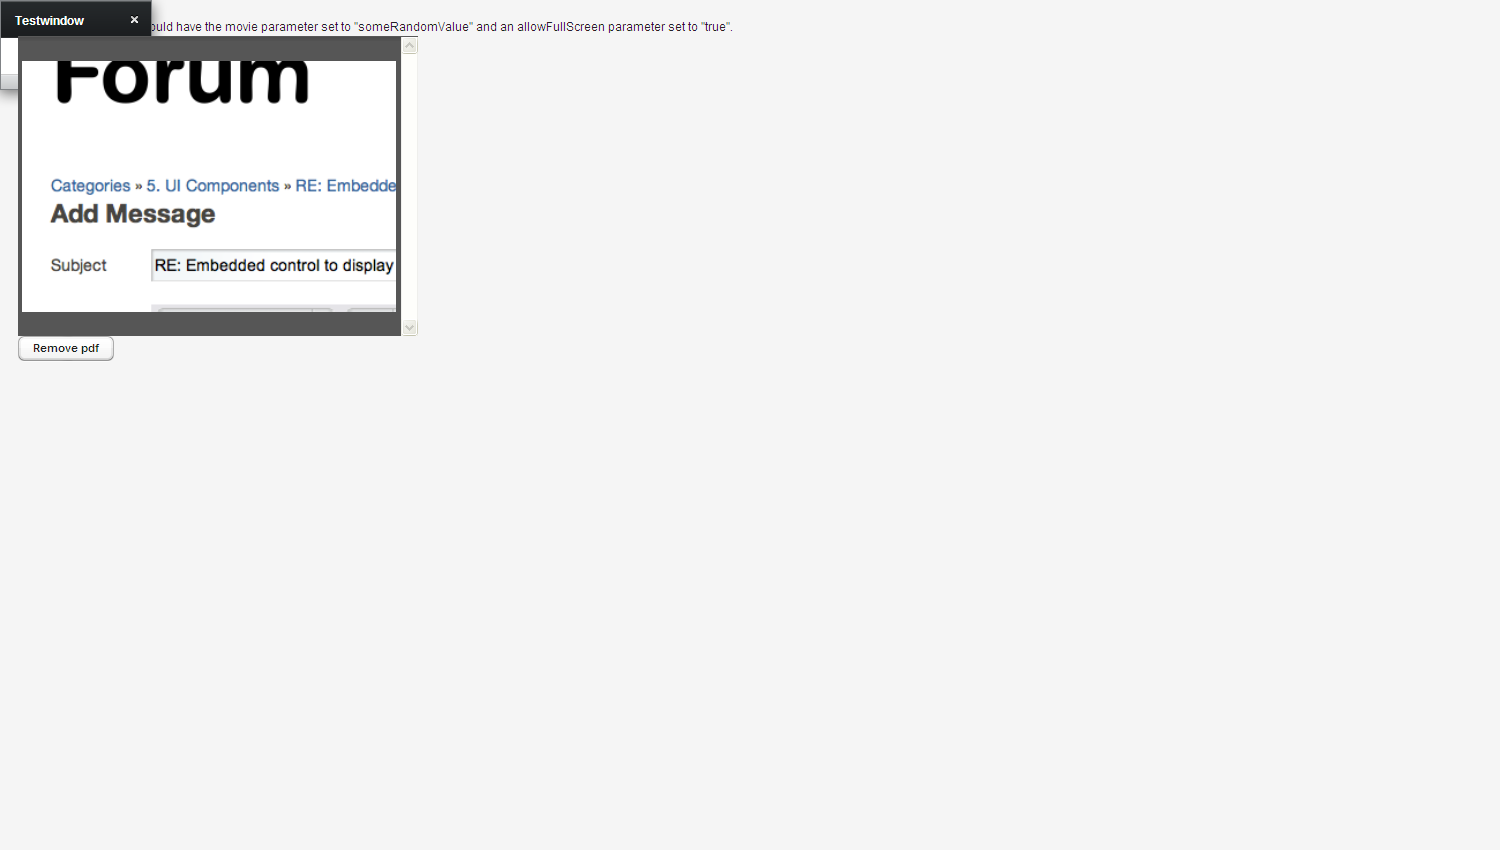 Testwindow
ould have the movie parameter set to "someRandomValue" and an allowFullScreen parameter set to "true".
Forum
Categories » 5. UI Components » RE: Embedde
Add Message
Subject
RE: Embedded control to display
Remove pdf